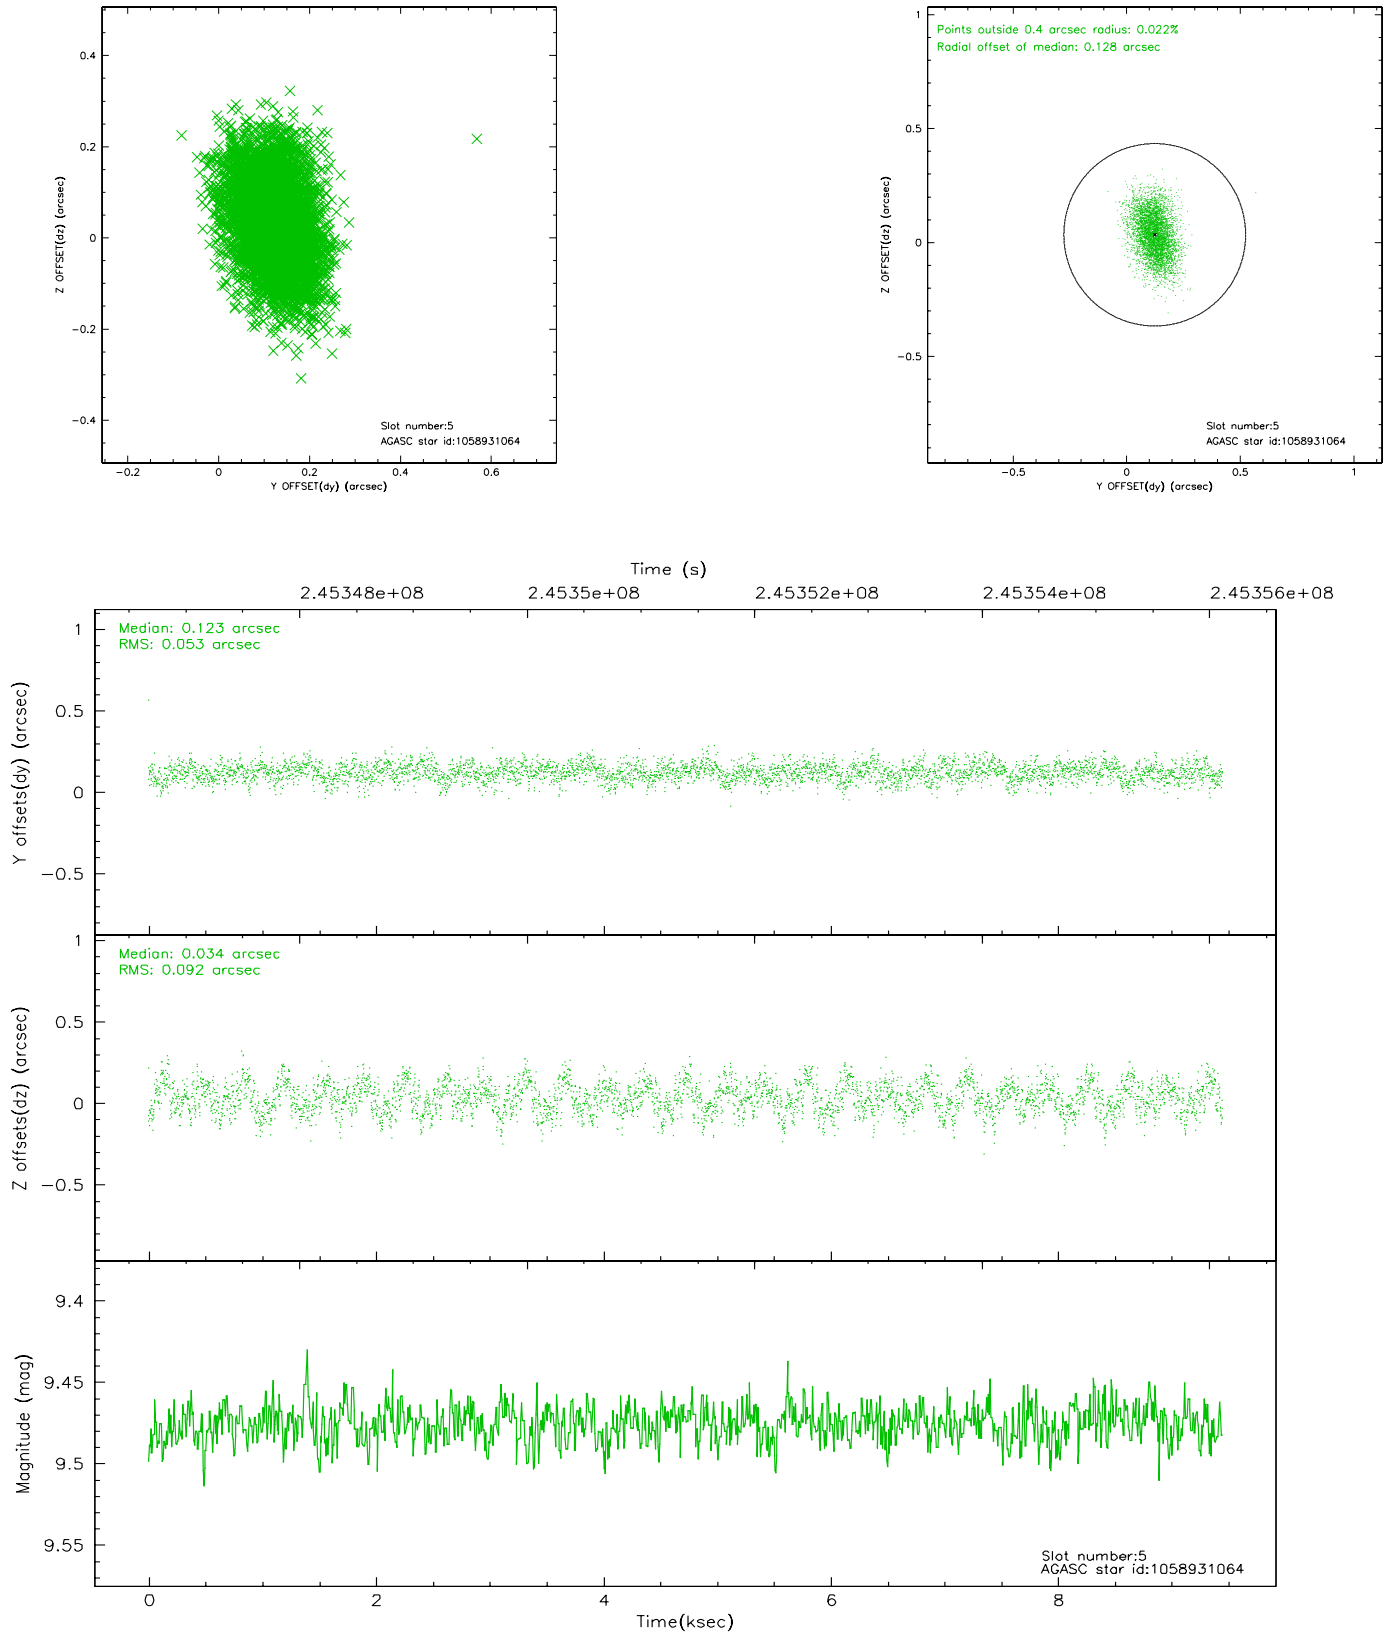 0.4
0.2
0
-0.2
-0.4
Z OFFSET(dz) (arcsec)
Slot number:5
AGASC star id:1058931064
-0.2 0 0.2 0.4 0.6
Y OFFSET(dy) (arcsec)
Points outside 0.4 arcsec radius: 0.022%
Radial offset of median: 0.128 arcsec
1
0.5
0
-0.5
Z OFFSET(dz) (arcsec)
Slot number:5
AGASC star id:1058931064
-0.5 0 0.5 1
Y OFFSET(dy) (arcsec)
Time (s)
2.45348e+08 2.4535e+08 2.45352e+08 2.45354e+08 2.45356e+08
Median: 0.123 arcsec
RMS: 0.053 arcsec
1
0.5
0
-0.5
Y offsets(dy) (arcsec)
Median: 0.034 arcsec
RMS: 0.092 arcsec
1
0.5
0
-0.5
Z offsets(dz) (arcsec)
9.4
9.45
9.5
9.55
Magnitude (mag)
Slot number:5
AGASC star id:1058931064
0 2 4 6 8
Time(ksec)